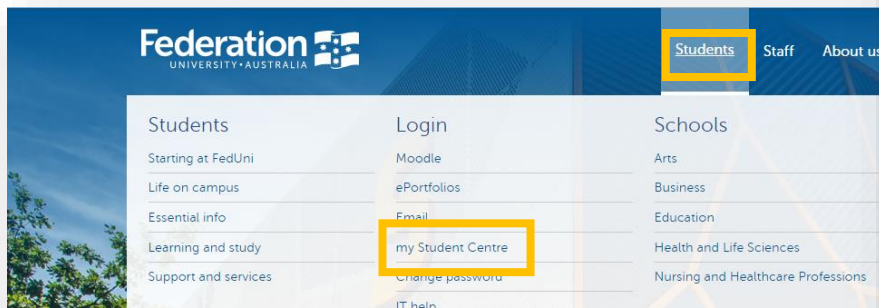 Federation
UNIVERSITY • AUSTRALIA
Students Staff About us
Students
Starting at FedUni
Life on campus
Essential info
Learning and study
Support and services
Login
Moodle
ePortfolios
Email
my Student Centre
Change password
IT help
Schools
Arts
Business
Education
Health and Life Sciences
Nursing and Healthcare Professions